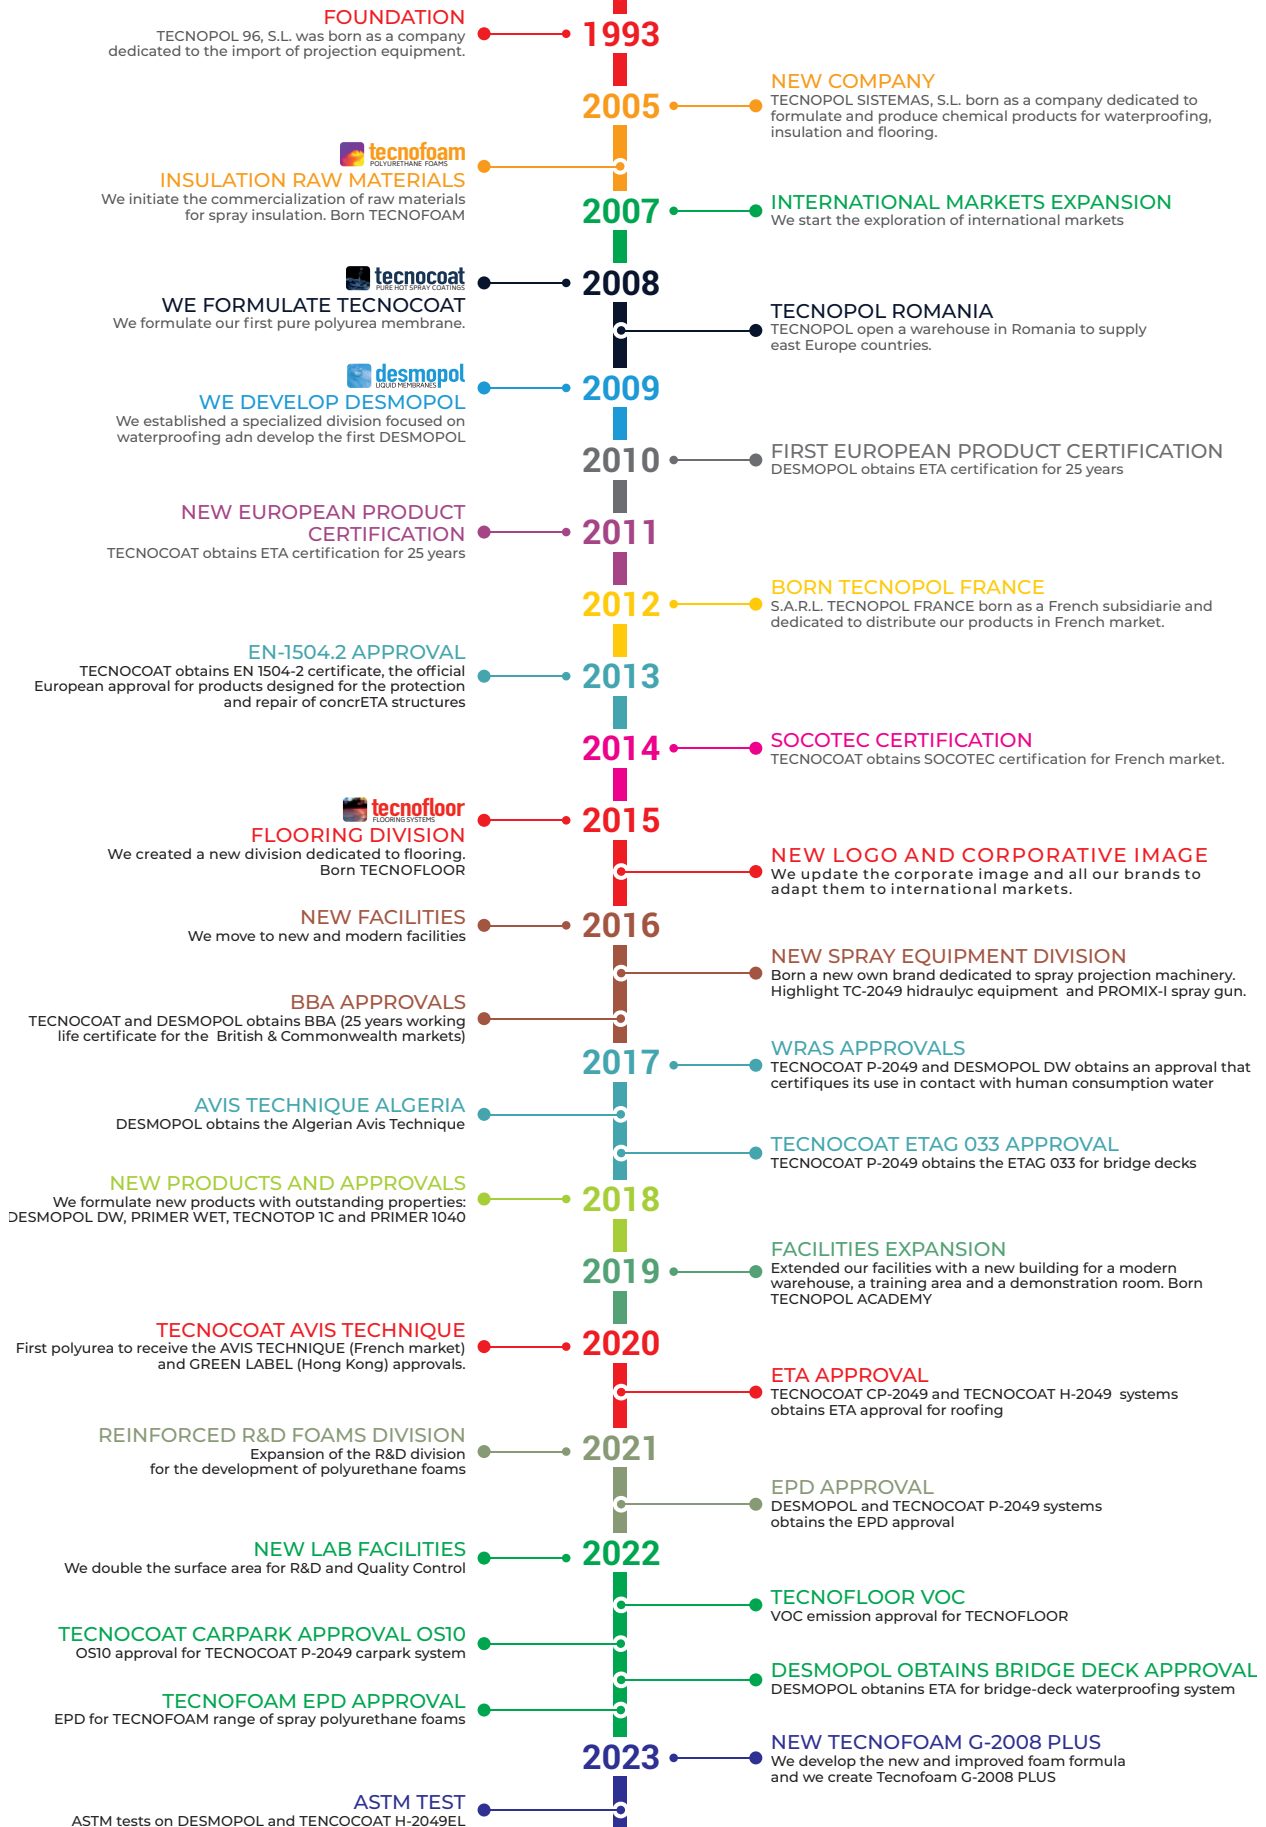 FOUNDATION
TECNOPOL 96, S.L. was born as a company
dedicated to the import of projection equipment.
1993
2005
NEW COMPANY
TECNOPOL SISTEMAS, S.L. born as a company dedicated to
formulate and produce chemical products for waterproofing,
insulation and flooring.
tecnofoam
POLYURETHANE FOAMS
INSULATION RAW MATERIALS
We initiate the commercialization of raw materials
for spray insulation. Born TECNOFOAM
2007
INTERNATIONAL MARKETS EXPANSION
We start the exploration of international markets
tecnocoat
PURE HOT SPRAY COATINGS
WE FORMULATE TECNOCOAT
We formulate our first pure polyurea membrane.
2008
TECNOPOL ROMANIA
TECNOPOL open a warehouse in Romania to supply
east Europe countries.
desmopol
LIQUID MEMBRANES
WE DEVELOP DESMOPOL
We established a specialized division focused on
waterproofing adn develop the first DESMOPOL
2009
2010
FIRST EUROPEAN PRODUCT CERTIFICATION
DESMOPOL obtains ETA certification for 25 years
NEW EUROPEAN PRODUCT
CERTIFICATION
TECNOCOAT obtains ETA certification for 25 years
2011
2012
BORN TECNOPOL FRANCE
S.A.R.L. TECNOPOL FRANCE born as a French subsidiarie and
dedicated to distribute our products in French market.
EN-1504.2 APPROVAL
TECNOCOAT obtains EN 1504-2 certificate, the official
European approval for products designed for the protection
and repair of concrETA structures
2013
2014
SOCOTEC CERTIFICATION
TECNOCOAT obtains SOCOTEC certification for French market.
tecnofloor
FLOORING SYSTEMS
FLOORING DIVISION
We created a new division dedicated to flooring.
Born TECNOFLOOR
2015
NEW LOGO AND CORPORATIVE IMAGE
We update the corporate image and all our brands to
adapt them to international markets.
NEW FACILITIES
We move to new and modern facilities
2016
NEW SPRAY EQUIPMENT DIVISION
Born a new own brand dedicated to spray projection machinery.
Highlight TC-2049 hidraulyc equipment and PROMIX-I spray gun.
BBA APPROVALS
TECNOCOAT and DESMOPOL obtains BBA (25 years working
life certificate for the British & Commonwealth markets)
2017
WRAS APPROVALS
TECNOCOAT P-2049 and DESMOPOL DW obtains an approval that
certifiques its use in contact with human consumption water
AVIS TECHNIQUE ALGERIA
DESMOPOL obtains the Algerian Avis Technique
TECNOCOAT ETAG 033 APPROVAL
TECNOCOAT P-2049 obtains the ETAG 033 for bridge decks
NEW PRODUCTS AND APPROVALS
We formulate new products with outstanding properties:
DESMOPOL DW, PRIMER WET, TECNOTOP 1C and PRIMER 1040
2018
2019
FACILITIES EXPANSION
Extended our facilities with a new building for a modern
warehouse, a training area and a demonstration room. Born
TECNOPOL ACADEMY
TECNOCOAT AVIS TECHNIQUE
First polyurea to receive the AVIS TECHNIQUE (French market)
and GREEN LABEL (Hong Kong) approvals.
2020
ETA APPROVAL
TECNOCOAT CP-2049 and TECNOCOAT H-2049 systems
obtains ETA approval for roofing
REINFORCED R&D FOAMS DIVISION
Expansion of the R&D division
for the development of polyurethane foams
2021
EPD APPROVAL
DESMOPOL and TECNOCOAT P-2049 systems
obtains the EPD approval
NEW LAB FACILITIES
We double the surface area for R&D and Quality Control
2022
TECNOFLOOR VOC
VOC emission approval for TECNOFLOOR
TECNOCOAT CARPARK APPROVAL OS10
OS10 approval for TECNOCOAT P-2049 carpark system
DESMOPOL OBTAINS BRIDGE DECK APPROVAL
DESMOPOL obtanins ETA for bridge-deck waterproofing system
TECNOFOAM EPD APPROVAL
EPD for TECNOFOAM range of spray polyurethane foams
2023
NEW TECNOFOAM G-2008 PLUS
We develop the new and improved foam formula
and we create Tecnofoam G-2008 PLUS
ASTM TEST
ASTM tests on DESMOPOL and TENCOCOAT H-2049EL